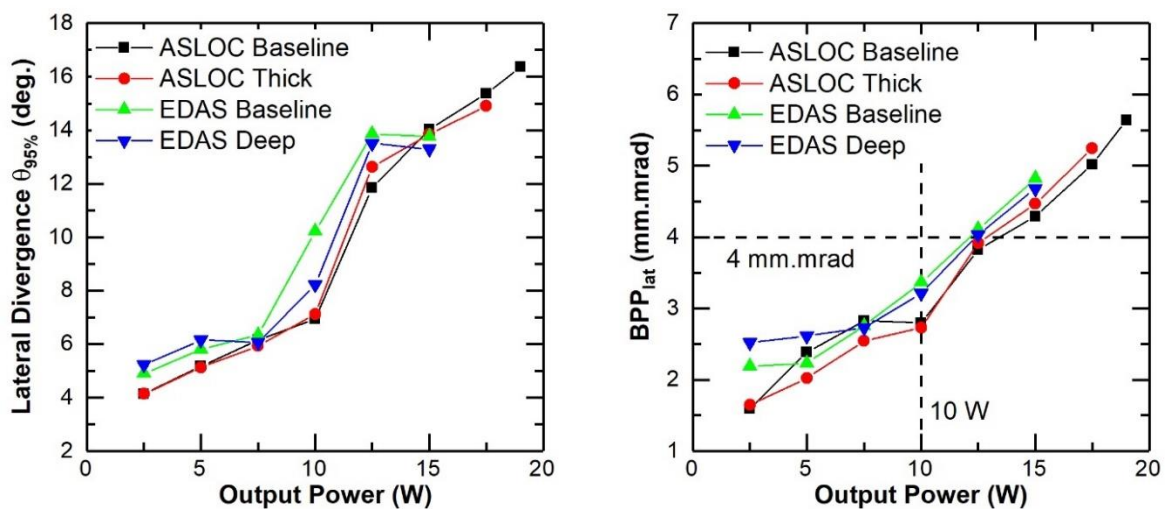 18
16
14
12
10
8
6
4
2
Lateral Divergence θ95% (deg.)
ASLOC Baseline
ASLOC Thick
EDAS Baseline
EDAS Deep
0 5 10 15 20
Output Power (W)
7
6
5
4
3
2
1
BPPlat (mm.mrad)
ASLOC Baseline
ASLOC Thick
EDAS Baseline
EDAS Deep
4 mm.mrad
10 W
0 5 10 15 20
Output Power (W)